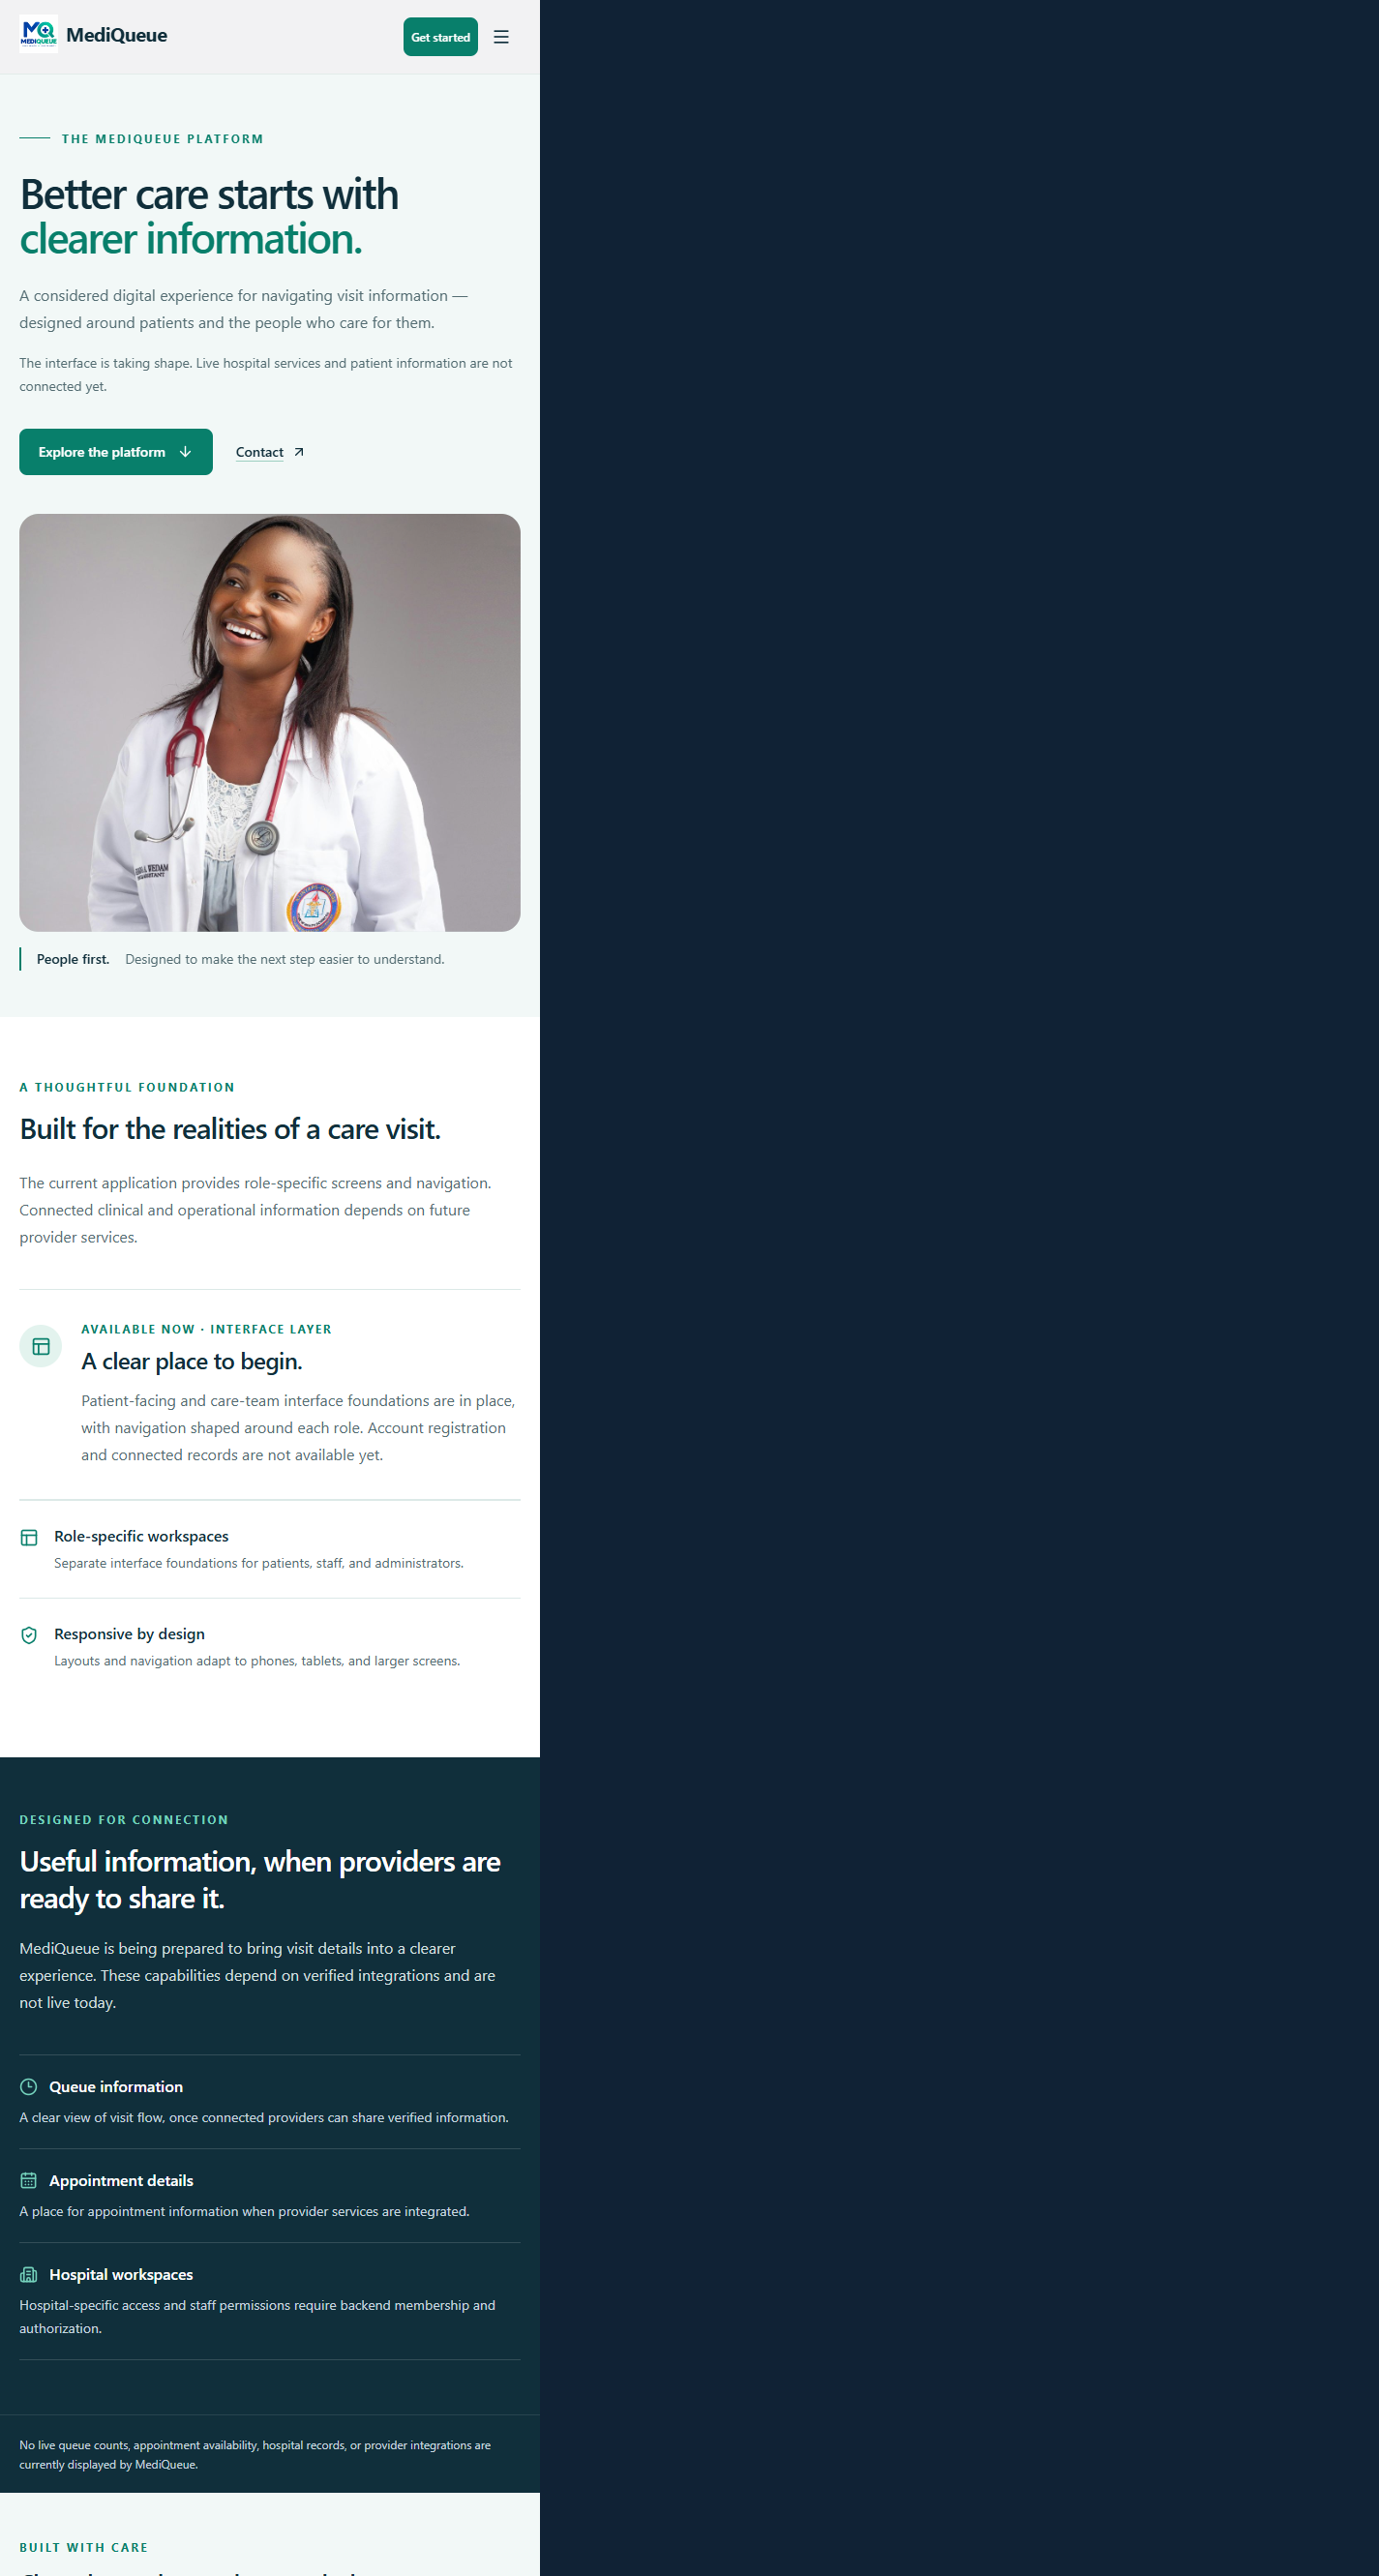 MQ
MEDIQUEUE
MediQueue
Get started
THE MEDIQUEUE PLATFORM
Better care starts with
clearer information.
A considered digital experience for navigating visit information —
designed around patients and the people who care for them.
The interface is taking shape. Live hospital services and patient information are not
connected yet.
Explore the platform
Contact
People first. Designed to make the next step easier to understand.
A THOUGHTFUL FOUNDATION
Built for the realities of a care visit.
The current application provides role-specific screens and navigation.
Connected clinical and operational information depends on future
provider services.
AVAILABLE NOW · INTERFACE LAYER
A clear place to begin.
Patient-facing and care-team interface foundations are in place,
with navigation shaped around each role. Account registration
and connected records are not available yet.
Role-specific workspaces
Separate interface foundations for patients, staff, and administrators.
Responsive by design
Layouts and navigation adapt to phones, tablets, and larger screens.
DESIGNED FOR CONNECTION
Useful information, when providers are
ready to share it.
MediQueue is being prepared to bring visit details into a clearer
experience. These capabilities depend on verified integrations and are
not live today.
Queue information
A clear view of visit flow, once connected providers can share verified information.
Appointment details
A place for appointment information when provider services are integrated.
Hospital workspaces
Hospital-specific access and staff permissions require backend membership and
authorization.
No live queue counts, appointment availability, hospital records, or provider integrations are
currently displayed by MediQueue.
BUILT WITH CARE